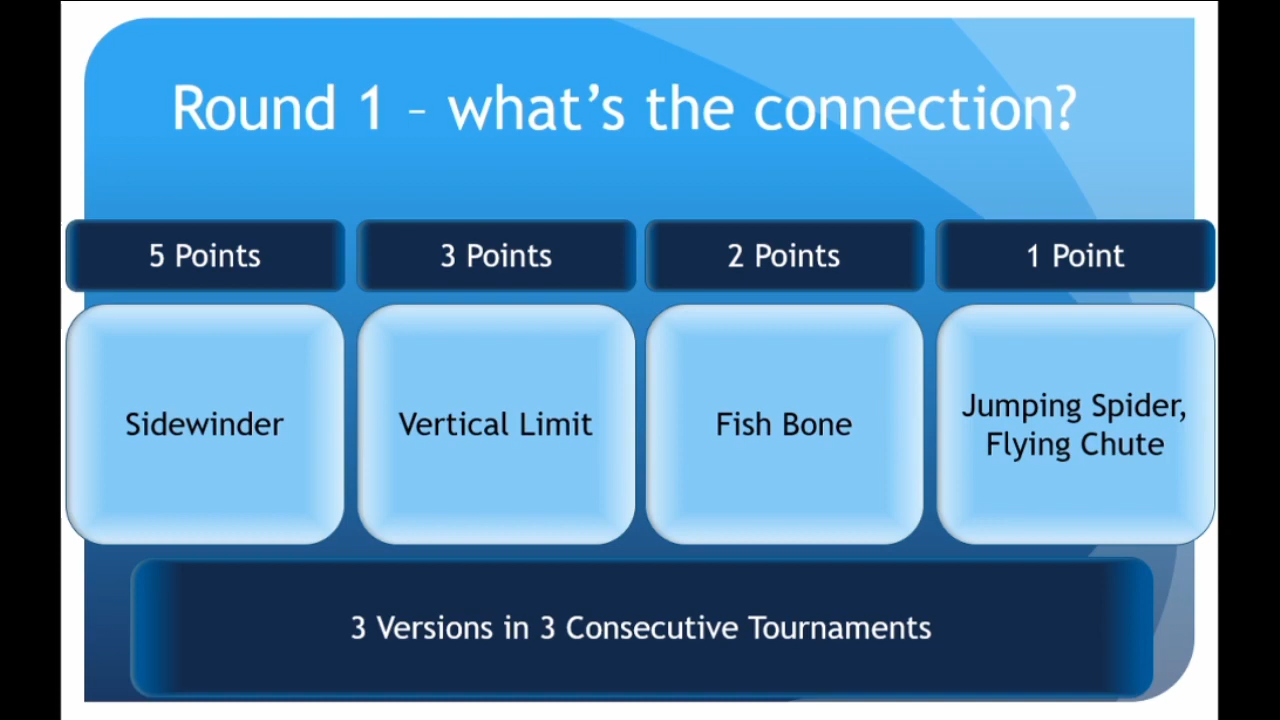 Round 1 – what's the connection?
5 Points
3 Points
2 Points
1 Point
Sidewinder
Vertical Limit
Fish Bone
Jumping Spider,
Flying Chute
3 Versions in 3 Consecutive Tournaments